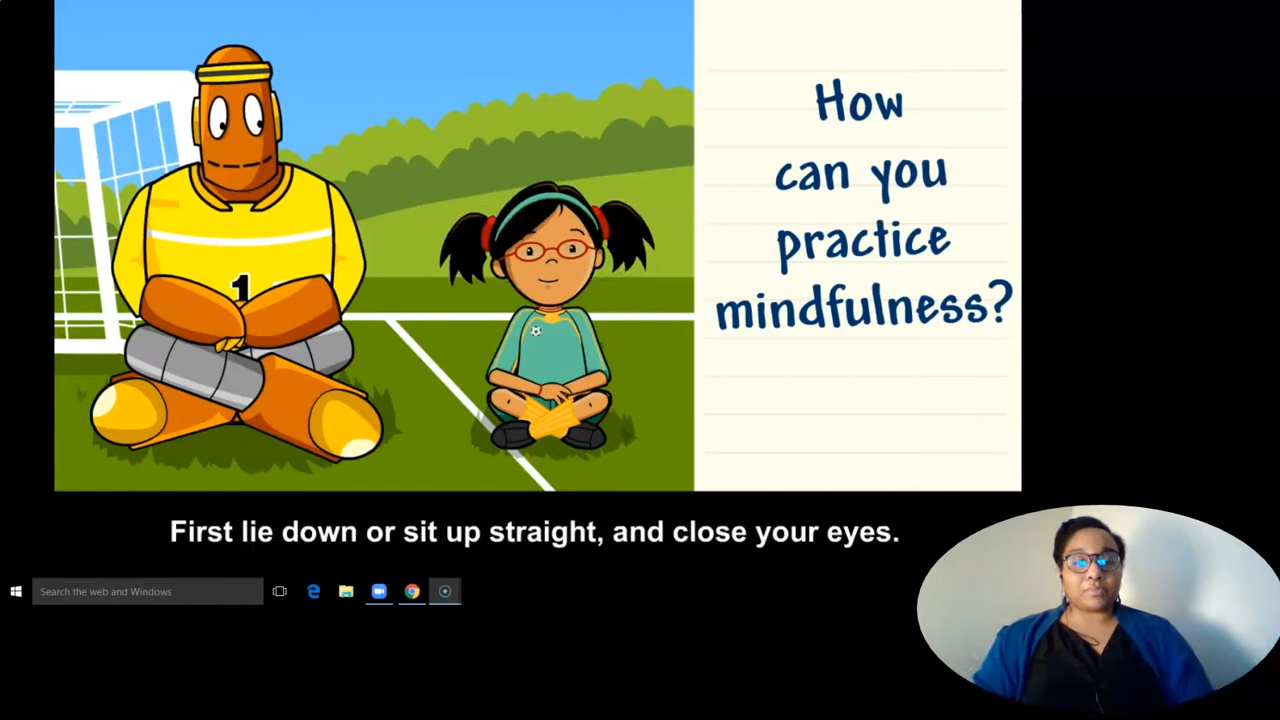 How
can you
practice
mindfulness?
1
First lie down or sit up straight, and close your eyes.
Search the web and Windows